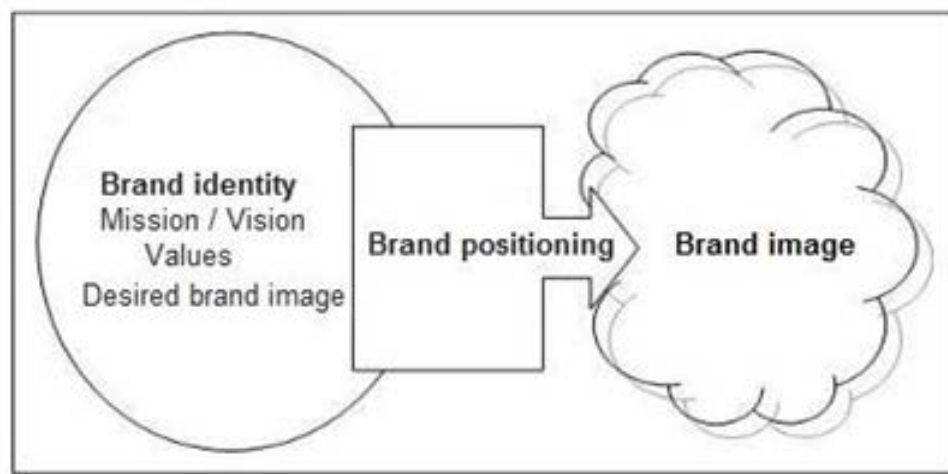 Brand identity
Mission / Vision
Values
Desired brand image
Brand positioning
Brand image